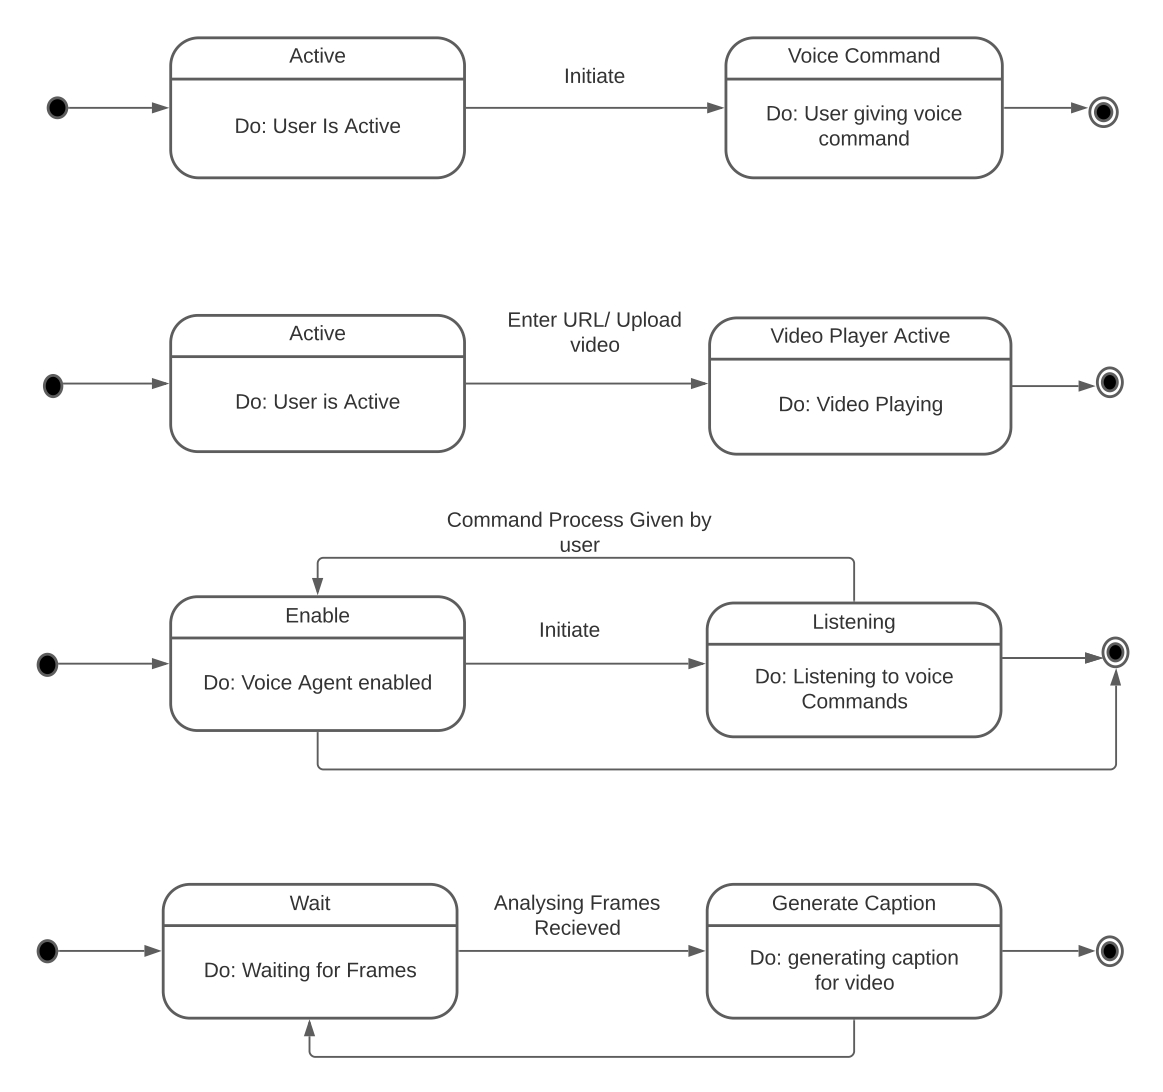 Active
Do: User Is Active
Initiate
Voice Command
Do: User giving voice
command
Active
Do: User is Active
Enter URL/ Upload
video
Video Player Active
Do: Video Playing
Command Process Given by
user
Enable
Do: Voice Agent enabled
Initiate
Listening
Do: Listening to voice
Commands
Wait
Do: Waiting for Frames
Analysing Frames
Recieved
Generate Caption
Do: generating caption
for video